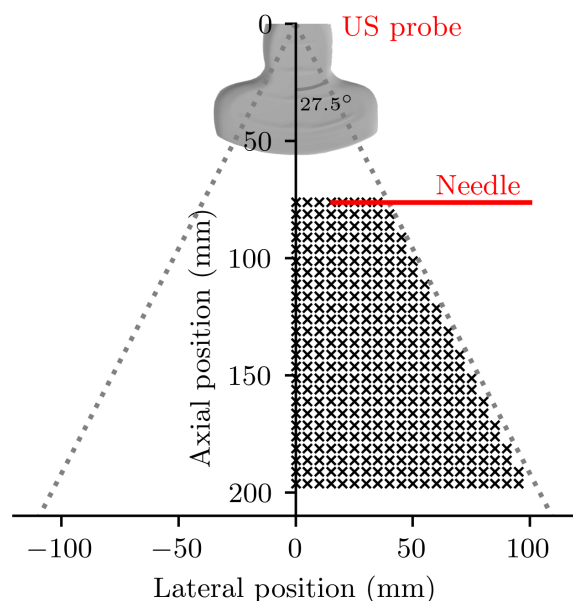 0
US probe
27.5°
50
Needle
100
Axial position (mm)
150
200
−100
−50
0
50
100
Lateral position (mm)